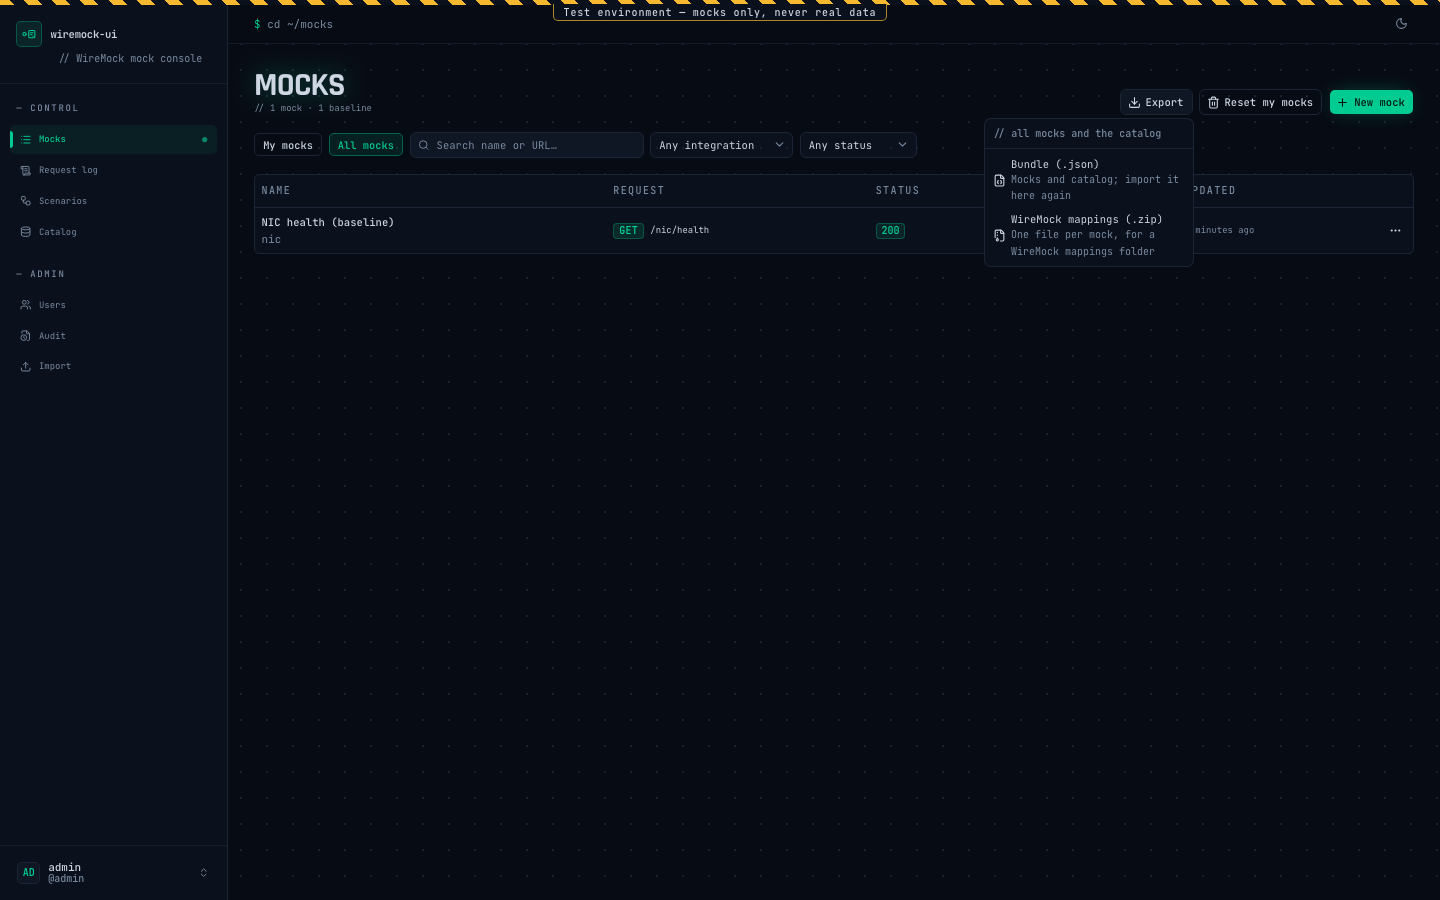 Test environment — mocks only, never real data
wiremock-ui
// WireMock mock console
$ cd ~/mocks
— CONTROL
Mocks
Request log
Scenarios
Catalog
— ADMIN
Users
Audit
Import
AD
admin
@admin
MOCKS
// 1 mock · 1 baseline
Export
Reset my mocks
New mock
My mocks
All mocks
Search name or URL…
Any integration
Any status
// all mocks and the catalog
Bundle (.json)
Mocks and catalog; import it
here again
WireMock mappings (.zip)
One file per mock, for a
WireMock mappings folder
NAME
REQUEST
STATUS
PDATED
NIC health (baseline)
nic
GET
/nic/health
200
minutes ago